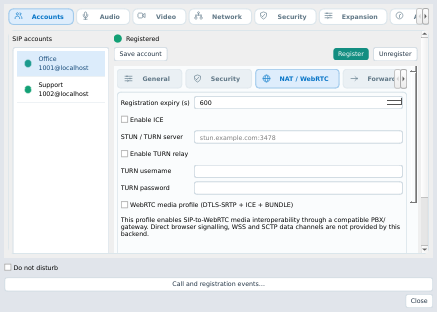 Accounts
Audio
Video
Network
Security
Expansion
SIP accounts
Registered
Office
1001@localhost
Support
1002@localhost
Save account
Register
Unregister
General
Security
NAT / WebRTC
Registration expiry (s)
600
Enable ICE
STUN / TURN server
stun.example.com:3478
Enable TURN relay
TURN username
TURN password
WebRTC media profile (DTLS-SRTP + ICE + BUNDLE)
This profile enables SIP-to-WebRTC media interoperability through a compatible PBX/
gateway. Direct browser signalling, WSS and SCTP data channels are not provided by this
backend.
Do not disturb
Call and registration events...
Close